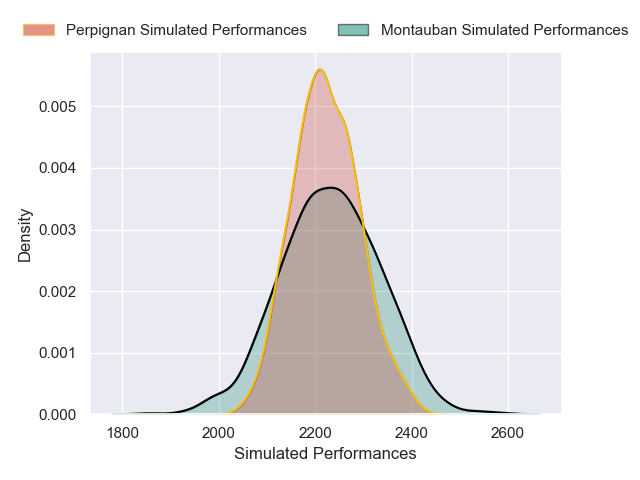 Perpignan Simulated Performances
Montauban Simulated Performances
0.005
0.004
0.003
0.002
0.001
0.000
Density
1800
2000
2200
2400
2600
Simulated Performances